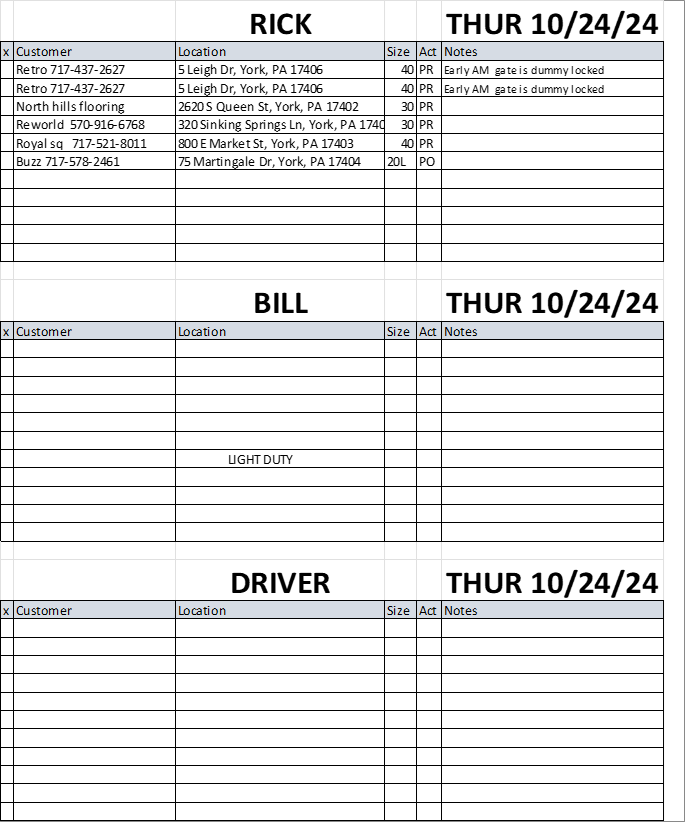 RICK THUR 10/24/24
x Customer Location Size Act Notes
Retro 717-437-2627 5 Leigh Dr, York, PA 17406 40 PR Early AM gate is dummy locked
Retro 717-437-2627 5 Leigh Dr, York, PA 17406 40 PR Early AM gate is dummy locked
North hills flooring 2620 S Queen St, York, PA 17402 30 PR
Reworld 570-916-6768 320 Sinking Springs Ln, York, PA 1740 30 PR
Royal sq 717-521-8011 800 E Market St, York, PA 17403 40 PR
Buzz 717-578-2461 75 Martingale Dr, York, PA 17404 20L PO
BILL THUR 10/24/24
x Customer Location Size Act Notes
LIGHT DUTY
DRIVER THUR 10/24/24
x Customer Location Size Act Notes